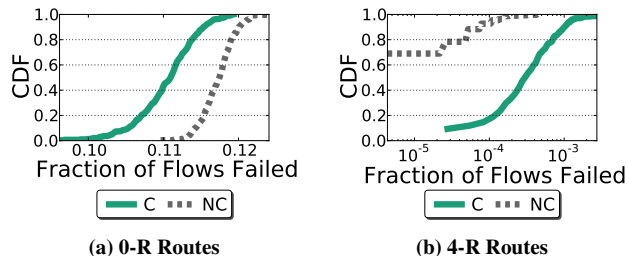 CDF
1.0
0.8
0.6
0.4
0.2
0.0
0.10
0.11
0.12
Fraction of Flows Failed
C
NC
(a) 0-R Routes
CDF
1.0
0.8
0.6
0.4
0.2
0.0
10⁻⁵
10⁻⁴
10⁻³
Fraction of Flows Failed
C
NC
(b) 4-R Routes